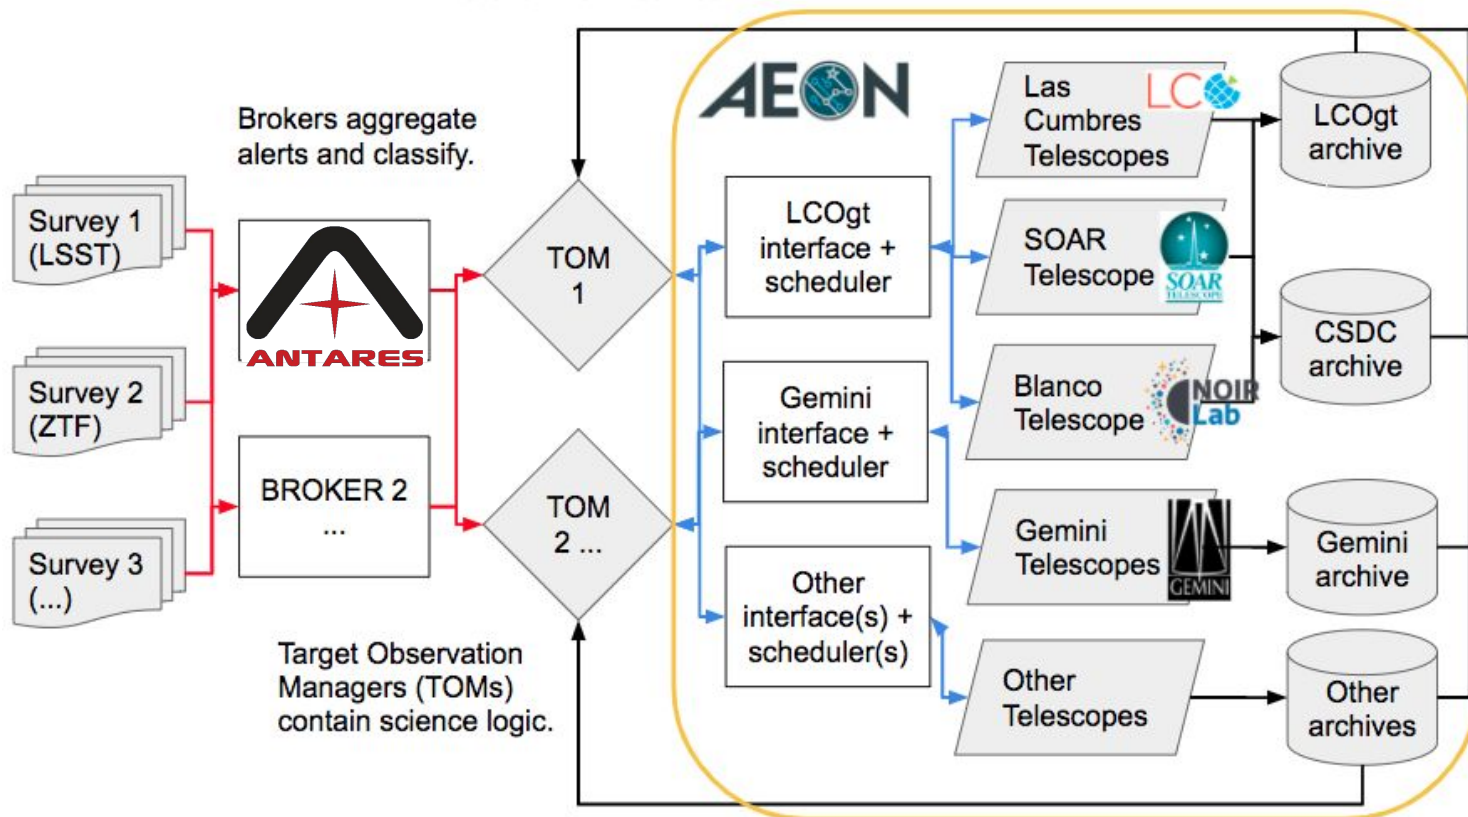 Brokers aggregate
alerts and classify.
Survey 1
(LSST)
Survey 2
(ZTF)
Survey 3
(...)
ANTARES
BROKER 2
...
TOM
1
TOM
2 ...
Target Observation
Managers (TOMs)
contain science logic.
AEON
LCOgt
interface +
scheduler
Gemini
interface +
scheduler
Other
interface(s) +
scheduler(s)
Las
Cumbres
Telescopes
LCO
SOAR
Telescope
SOAR
TELESCOPE
Blanco
Telescope
NOIR
Lab
Gemini
Telescopes
GEMINI
Other
Telescopes
LCOgt
archive
CSDC
archive
Gemini
archive
Other
archives